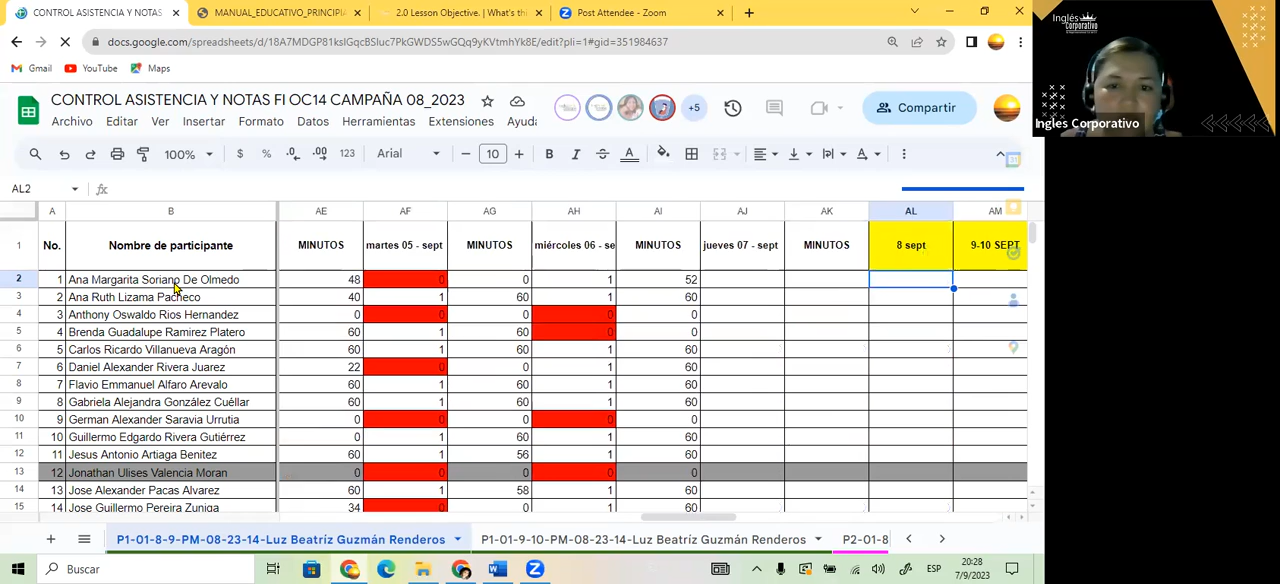 CONTROL ASISTENCIA Y NOTAS
MANUAL_EDUCATIVO_PRINCIPIA
2.0 Lesson Objective. | What's thi
Post Attendee - Zoom
docs.google.com/spreadsheets/d/18A7MDGP81kslGqcBSluc7PkGWDS5wGQq9yKVtmhYk8E/edit?pli=1#gid=351984637
Gmail
YouTube
Maps
Inglés
Corporativo
Ingles Corporativo
CONTROL ASISTENCIA Y NOTAS FI OC14 CAMPAÑA 08_2023
Archivo Editar Ver Insertar Formato Datos Herramientas Extensiones Ayuda
+5
Compartir
100% $ % .0 .00 123 Arial 10
AL2 fx
A B AE AF AG AH AI AJ AK AL AM
1 No. Nombre de participante MINUTOS martes 05 - sept MINUTOS miércoles 06 - se MINUTOS jueves 07 - sept MINUTOS 8 sept 9-10 SEPT
2 1 Ana Margarita Soriano De Olmedo 48 0 0 1 52
3 2 Ana Ruth Lizama Pacheco 40 1 60 1 60
4 3 Anthony Oswaldo Rios Hernandez 0 0 0 0 0
5 4 Brenda Guadalupe Ramirez Platero 60 1 60 0 0
6 5 Carlos Ricardo Villanueva Aragón 60 1 60 1 60
7 6 Daniel Alexander Rivera Juarez 22 0 0 1 60
8 7 Flavio Emmanuel Alfaro Arevalo 60 1 60 1 60
9 8 Gabriela Alejandra González Cuéllar 60 1 60 1 60
10 9 German Alexander Saravia Urrutia 0 0 0 0 0
11 10 Guillermo Edgardo Rivera Gutiérrez 0 1 60 1 60
12 11 Jesus Antonio Artiaga Benitez 60 1 56 1 60
13 12 Jonathan Ulises Valencia Moran 0 0 0 0 0
14 13 Jose Alexander Pacas Alvarez 60 1 58 1 60
15 14 Jose Guillermo Pereira Zuniga 34 0 0 1 60
P1-01-8-9-PM-08-23-14-Luz Beatríz Guzmán Renderos
P1-01-9-10-PM-08-23-14-Luz Beatríz Guzmán Renderos
P2-01-8
Buscar
ESP
20:28
7/9/2023